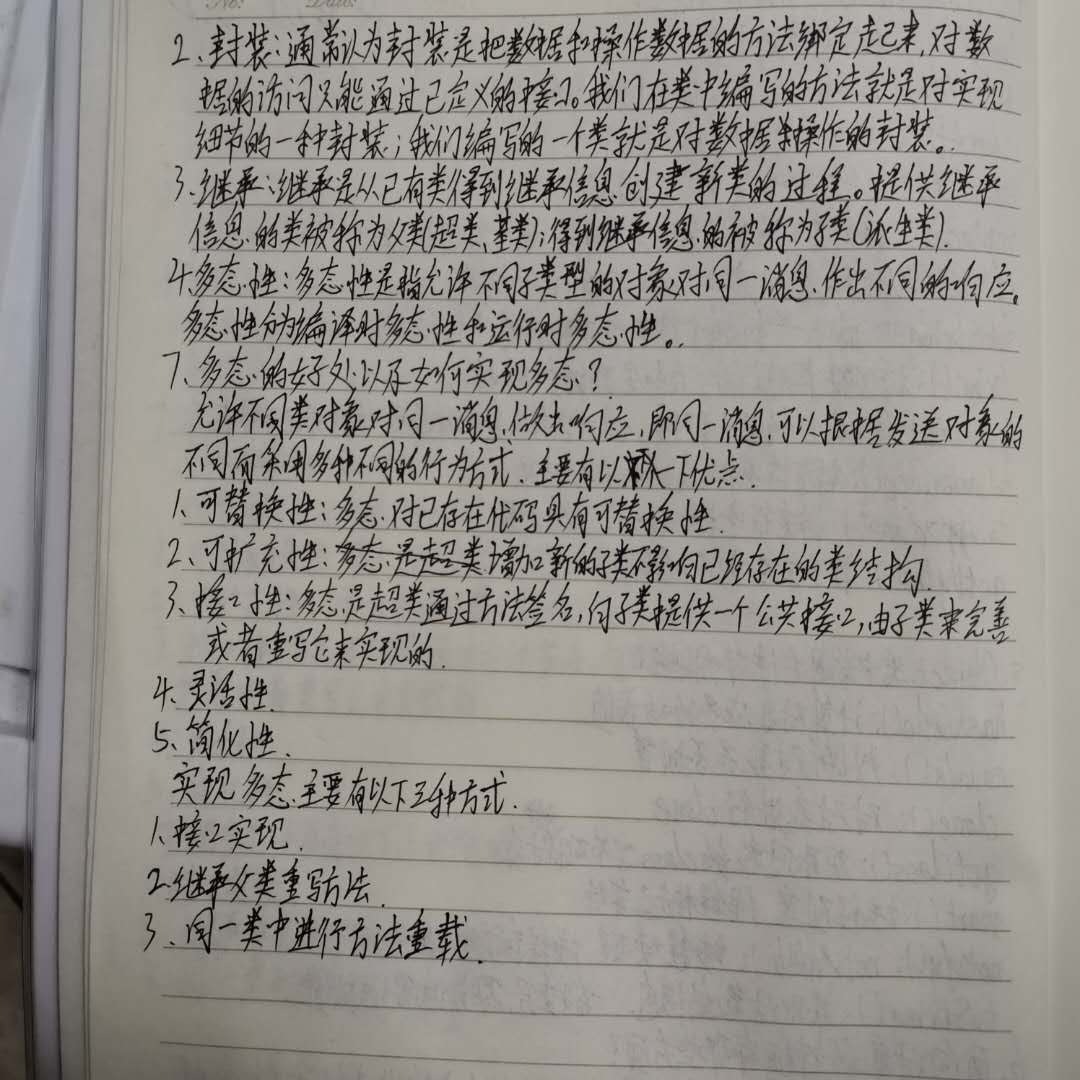 No: Date:
2、封装:通常认为封装是把数据和操作数据的方法绑定起来,对数
据的访问只能通过已定义的接口。我们在类中编写的方法就是对实现
细节的一种封装;我们编写的一个类就是对数据和操作的封装。
3、继承:继承是从已有类得到继承信息创建新类的过程。提供继承
信息的类被称为父类(超类、基类);得到继承信息的被称为子类(派生类).
4.多态性:多态性是指允许不同子类型的对象对同一消息作出不同的响应。
多态性分为编译时多态性和运行时多态性。
7、多态的好处以及如何实现多态?
允许不同类对象对同一消息做出响应,即同一消息可以根据发送对象的
不同而采用多种不同的行为方式.主要有以下优点.
1、可替换性:多态对已存在代码具有可替换性.
2、可扩充性:多态是超类增加新的子类不影响已经存在的类结构.
3、接口性:多态是超类通过方法签名,向子类提供一个公共接口,由子类来完善
或者重写它来实现的.
4、灵活性.
5、简化性.
实现多态主要有以下三种方式.
1、接口实现.
2.继承父类重写方法.
3、同一类中进行方法重载.